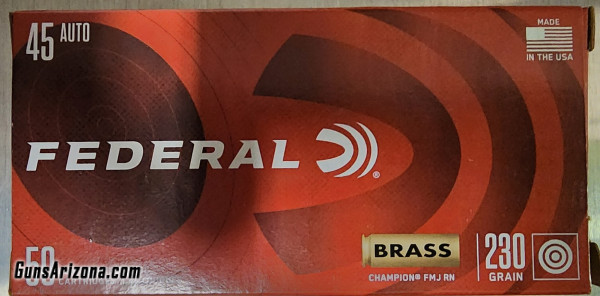 45 AUTO
MADE
IN THE USA
FEDERAL
®
50
BRASS
CHAMPION® FMJ RN
230
GRAIN
GunsArizona.com